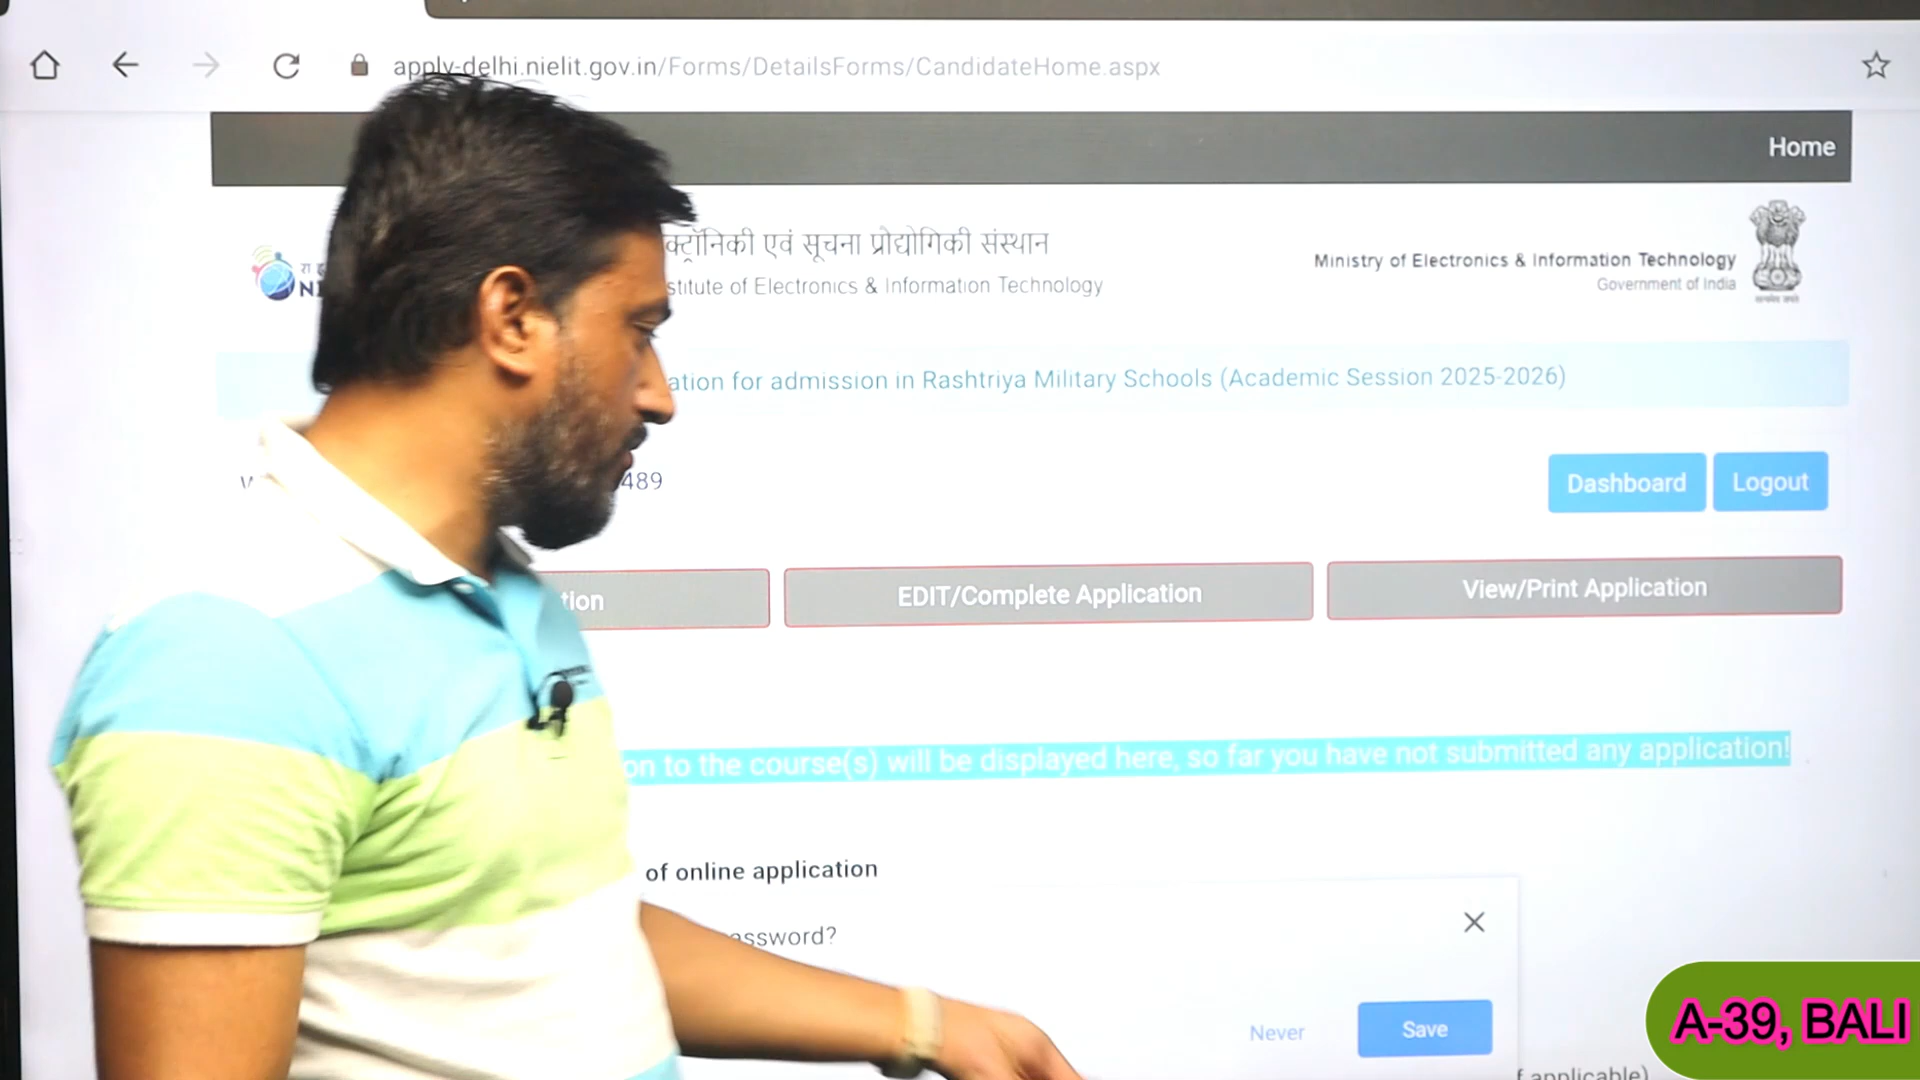 apply-delhi.nielit.gov.in/Forms/DetailsForms/CandidateHome.aspx
Home
क्ट्रॉनिकी एवं सूचना प्रौद्योगिकी संस्थान
stitute of Electronics & Information Technology
Ministry of Electronics & Information Technology
Government of India
ation for admission in Rashtriya Military Schools (Academic Session 2025-2026)
489
Dashboard
Logout
tion
EDIT/Complete Application
View/Print Application
on to the course(s) will be displayed here, so far you have not submitted any application!
of online application
assword?
Never
Save
f applicable)
A-39, BALI